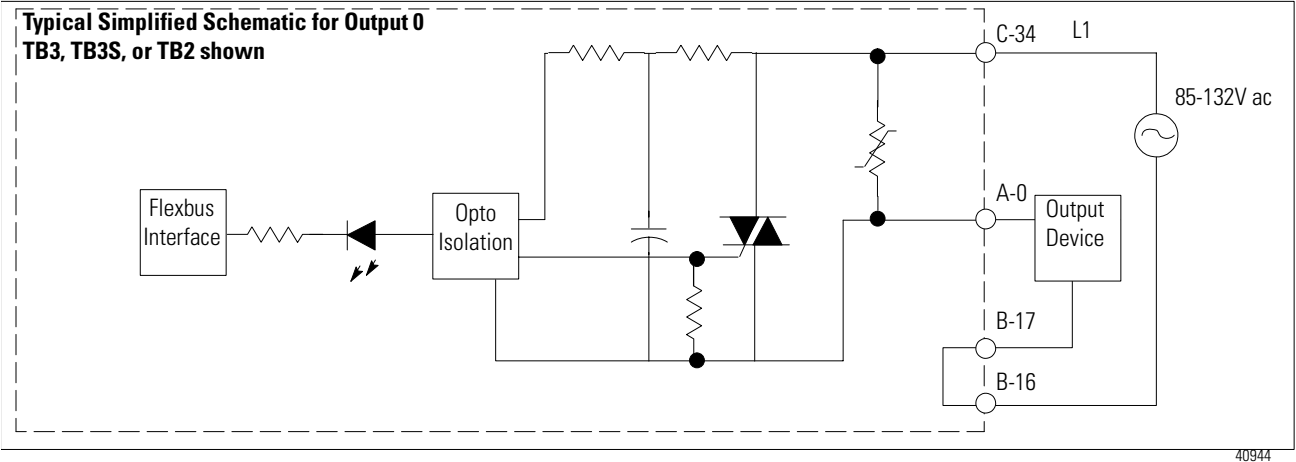 Typical Simplified Schematic for Output 0
TB3, TB3S, or TB2 shown
C-34
L1
85-132V ac
Flexbus
Interface
Opto
Isolation
A-0
Output
Device
B-17
B-16
40944